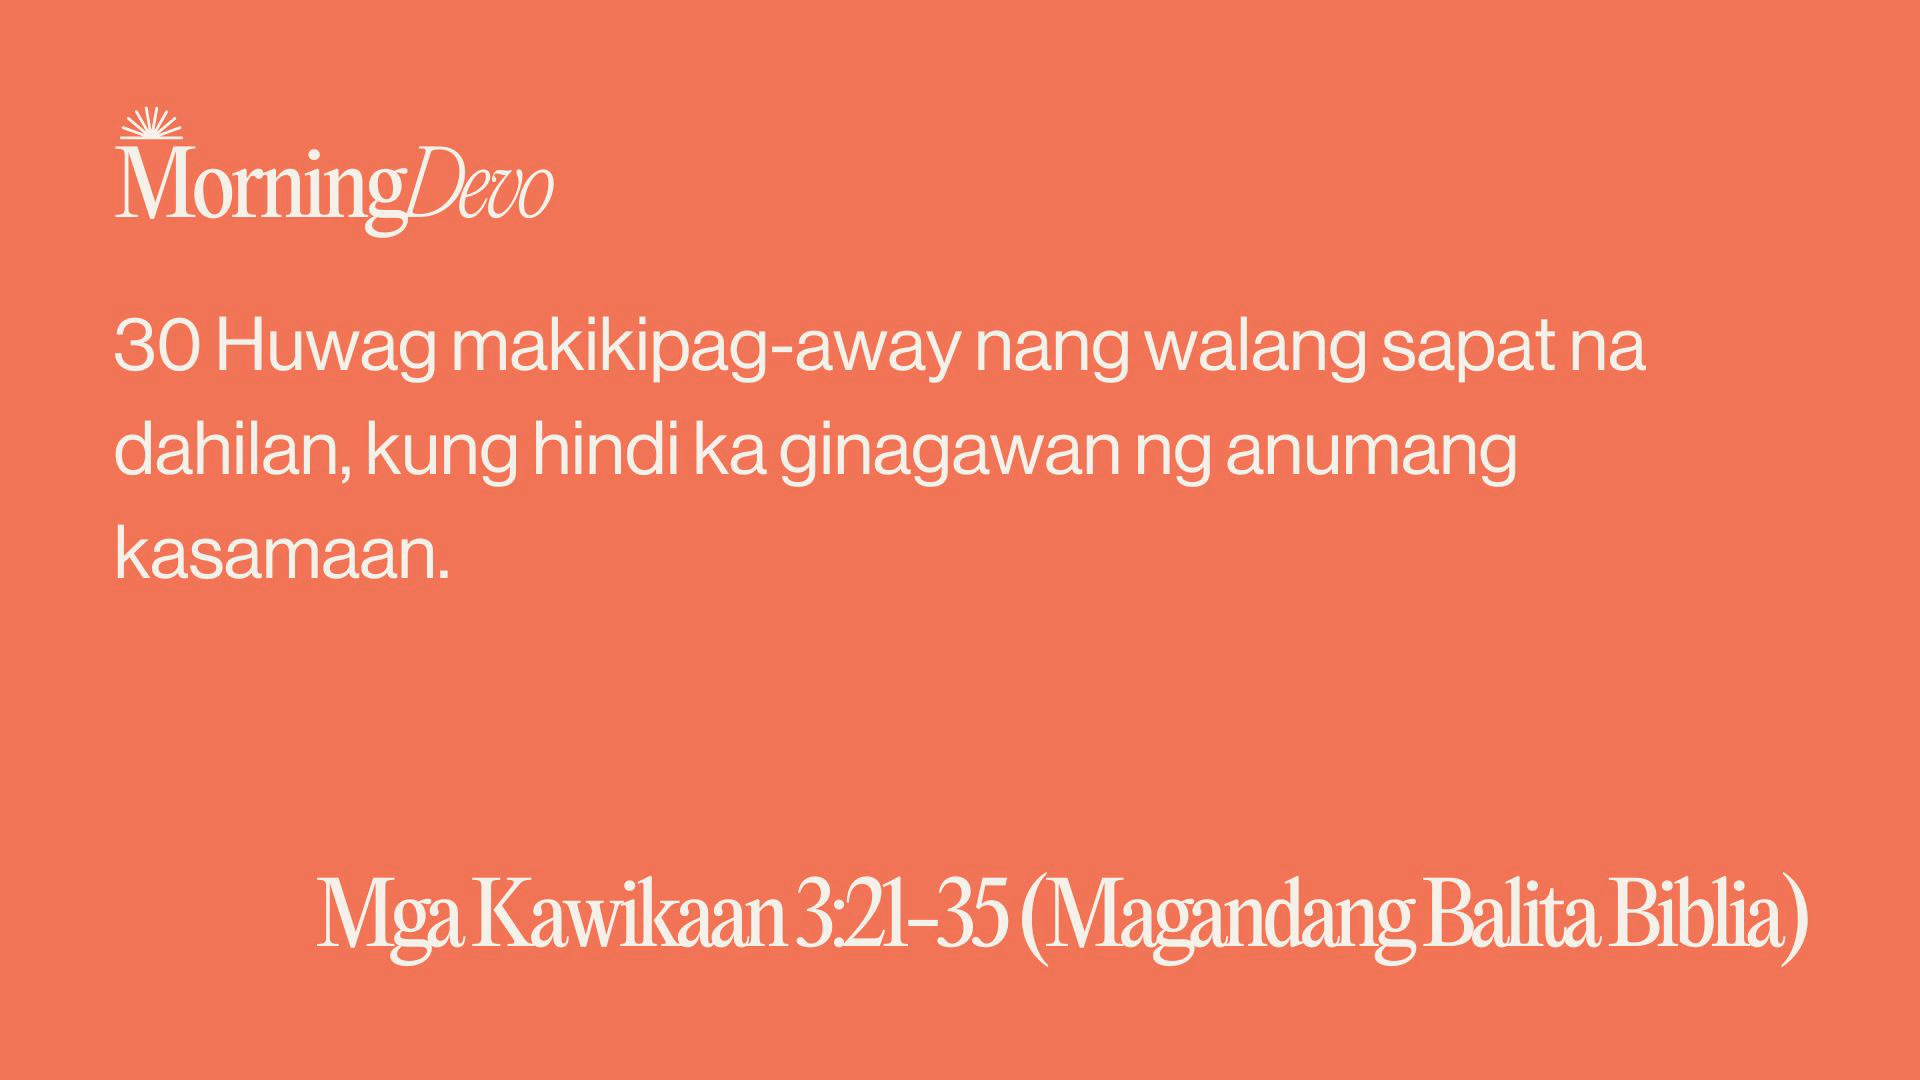 MorningDevo
30 Huwag makikipag-away nang walang sapat na
dahilan, kung hindi ka ginagawan ng anumang
kasamaan.
Mga Kawikaan 3:21–35 (Magandang Balita Biblia)